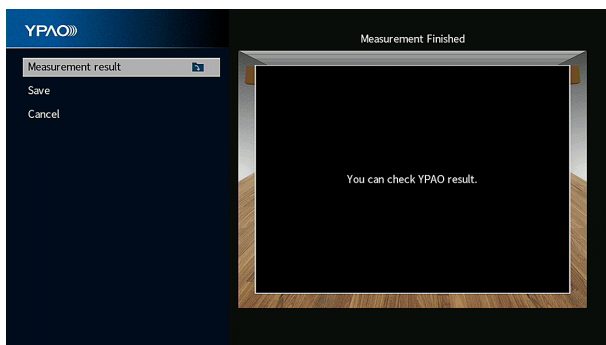 YPAO
Measurement Finished
Measurement result
Save
Cancel
You can check YPAO result.